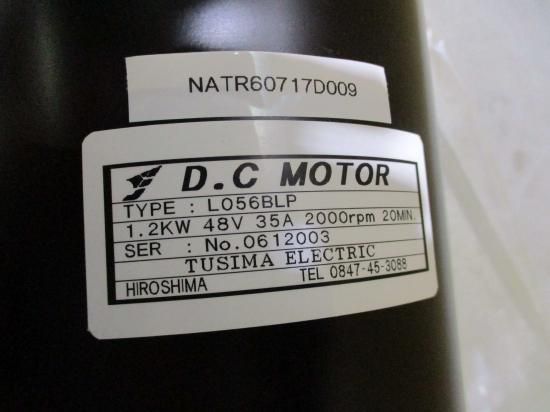 NATR60717D009
D.C MOTOR
TYPE : L056BLP
1.2KW 48V 35A 2000rpm 20MIN.
SER : No.0612003
TUSIMA ELECTRIC
HIROSHIMA TEL 0847-45-3088